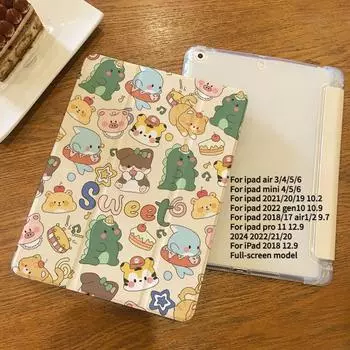 Sweets
For ipad air 3/4/5/6
For ipad mini 4/5/6
For ipad 2021/20/19 10.2
For ipad 2022 gen10 10.9
For ipad 2018/17 air1/2 9.7
For ipad pro 11 12.9
2024 2022/21/20
For iPad 2018 12.9
Full-screen model